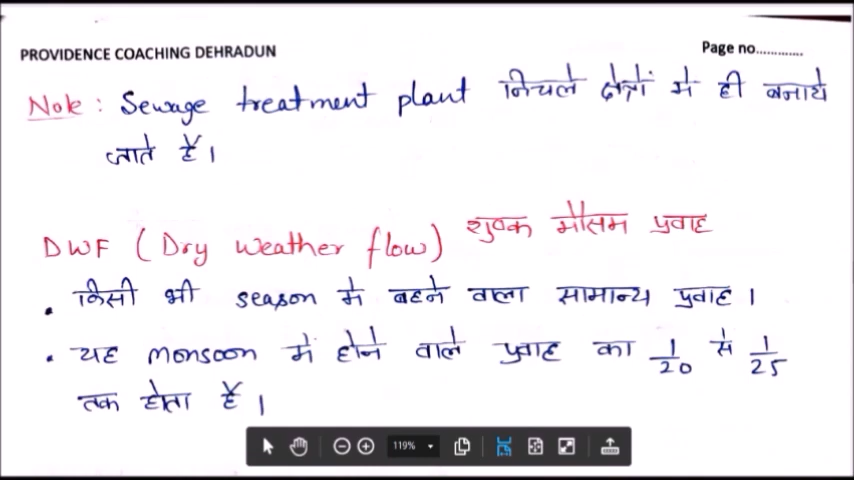 PROVIDENCE COACHING DEHRADUN
Page no.............
Note : Sewage treatment plant निचले क्षेत्रों मे ही बनाये
जाते है।
DWF (Dry weather flow) शुष्क मौसम प्रवाह
• किसी भी season मे बहने वाला सामान्य प्रवाह।
• यह monsoon मे होने वाले प्रवाह का 1/20 से 1/25
तक होता है।
119%